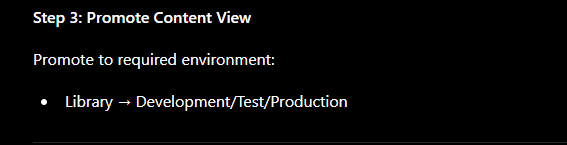 Step 3: Promote Content View
Promote to required environment:
• Library → Development/Test/Production